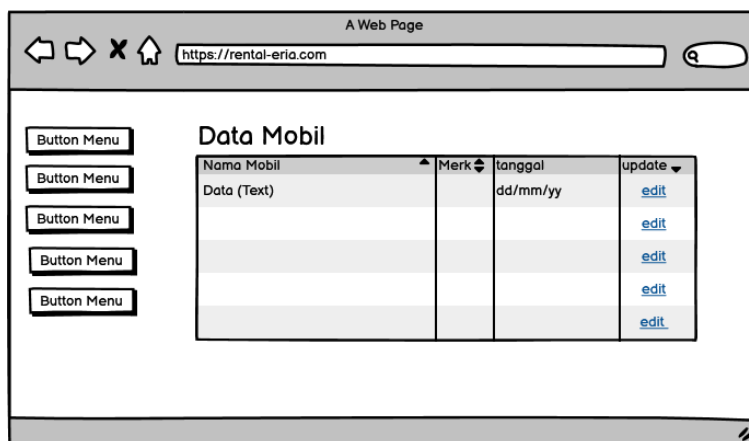 A Web Page
https://rental-eria.com
Data Mobil
Button Menu
Button Menu
Button Menu
Button Menu
Button Menu
Nama Mobil Merk tanggal update
Data (Text) dd/mm/yy edit
edit
edit
edit
edit